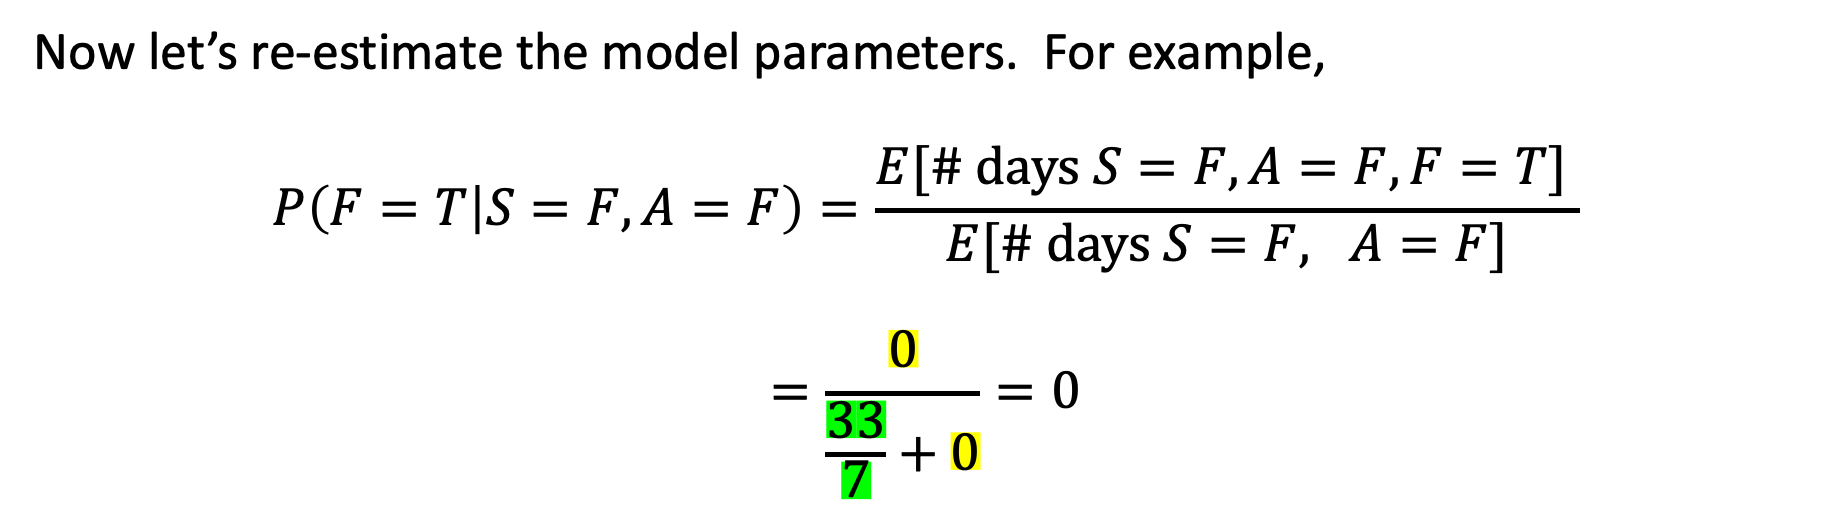 Now let's re-estimate the model parameters. For example,
P(F = T|S = F, A = F) = E[# days S = F, A = F, F = T] / E[# days S = F, A = F]
= 0 / (33/7 + 0) = 0